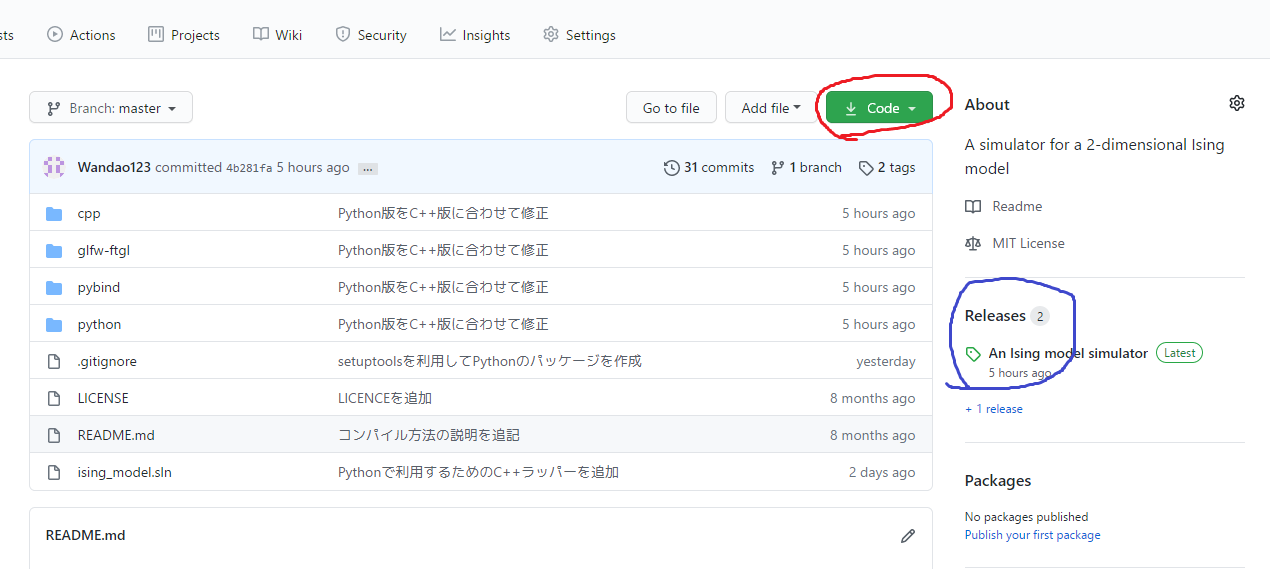 sts Actions Projects Wiki Security Insights Settings
Branch: master Go to file Add file Code
Wandao123 committed 4b281fa 5 hours ago ... 31 commits 1 branch 2 tags
cpp Python版をC++版に合わせて修正 5 hours ago
glfw-ftgl Python版をC++版に合わせて修正 5 hours ago
pybind Python版をC++版に合わせて修正 5 hours ago
python Python版をC++版に合わせて修正 5 hours ago
.gitignore setuptoolsを利用してPythonのパッケージを作成 yesterday
LICENSE LICENCEを追加 8 months ago
README.md コンパイル方法の説明を追記 8 months ago
ising_model.sln Pythonで利用するためのC++ラッパーを追加 2 days ago
README.md
About
A simulator for a 2-dimensional Ising
model
Readme
MIT License
Releases 2
An Ising model simulator Latest
5 hours ago
+ 1 release
Packages
No packages published
Publish your first package